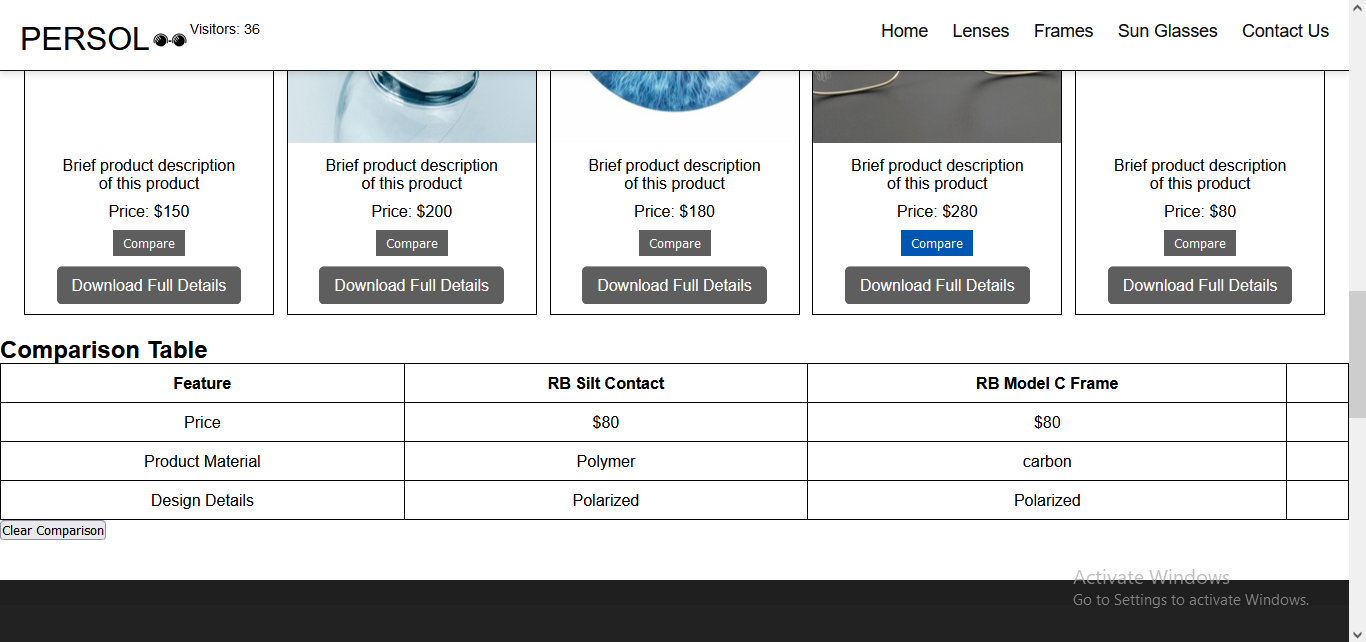 PERSOL
Visitors: 36
Home Lenses Frames Sun Glasses Contact Us
Brief product description
of this product
Price: $150
Compare
Download Full Details
Brief product description
of this product
Price: $200
Compare
Download Full Details
Brief product description
of this product
Price: $180
Compare
Download Full Details
Brief product description
of this product
Price: $280
Compare
Download Full Details
Brief product description
of this product
Price: $80
Compare
Download Full Details
Comparison Table
Feature RB Silt Contact RB Model C Frame
Price $80 $80
Product Material Polymer carbon
Design Details Polarized Polarized
Clear Comparison
Activate Windows
Go to Settings to activate Windows.